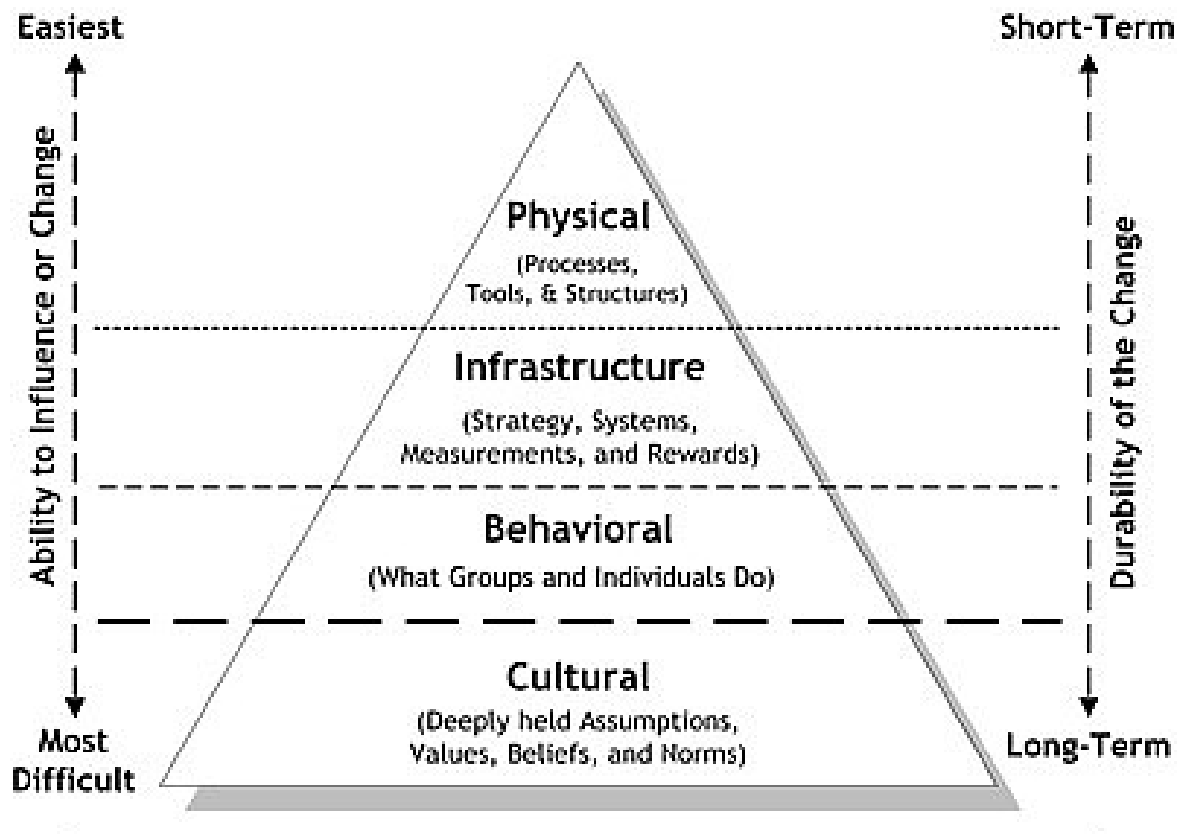 Easiest
Short-Term
Ability to Influence or Change
Durability of the Change
Physical
(Processes,
Tools, & Structures)
Infrastructure
(Strategy, Systems,
Measurements, and Rewards)
Behavioral
(What Groups and Individuals Do)
Cultural
(Deeply held Assumptions,
Values, Beliefs, and Norms)
Most
Difficult
Long-Term